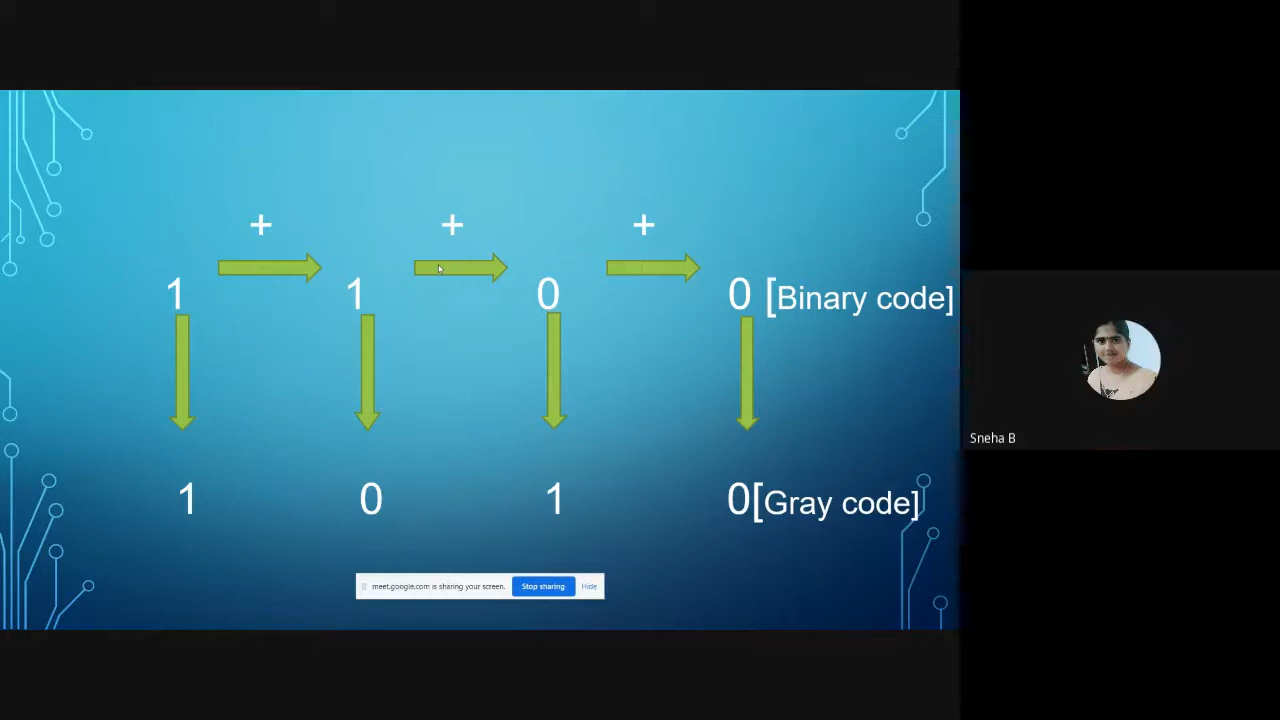 + + +
1 1 0 0 [Binary code]
1 0 1 0[Gray code]
meet.google.com is sharing your screen. Stop sharing Hide
Sneha B